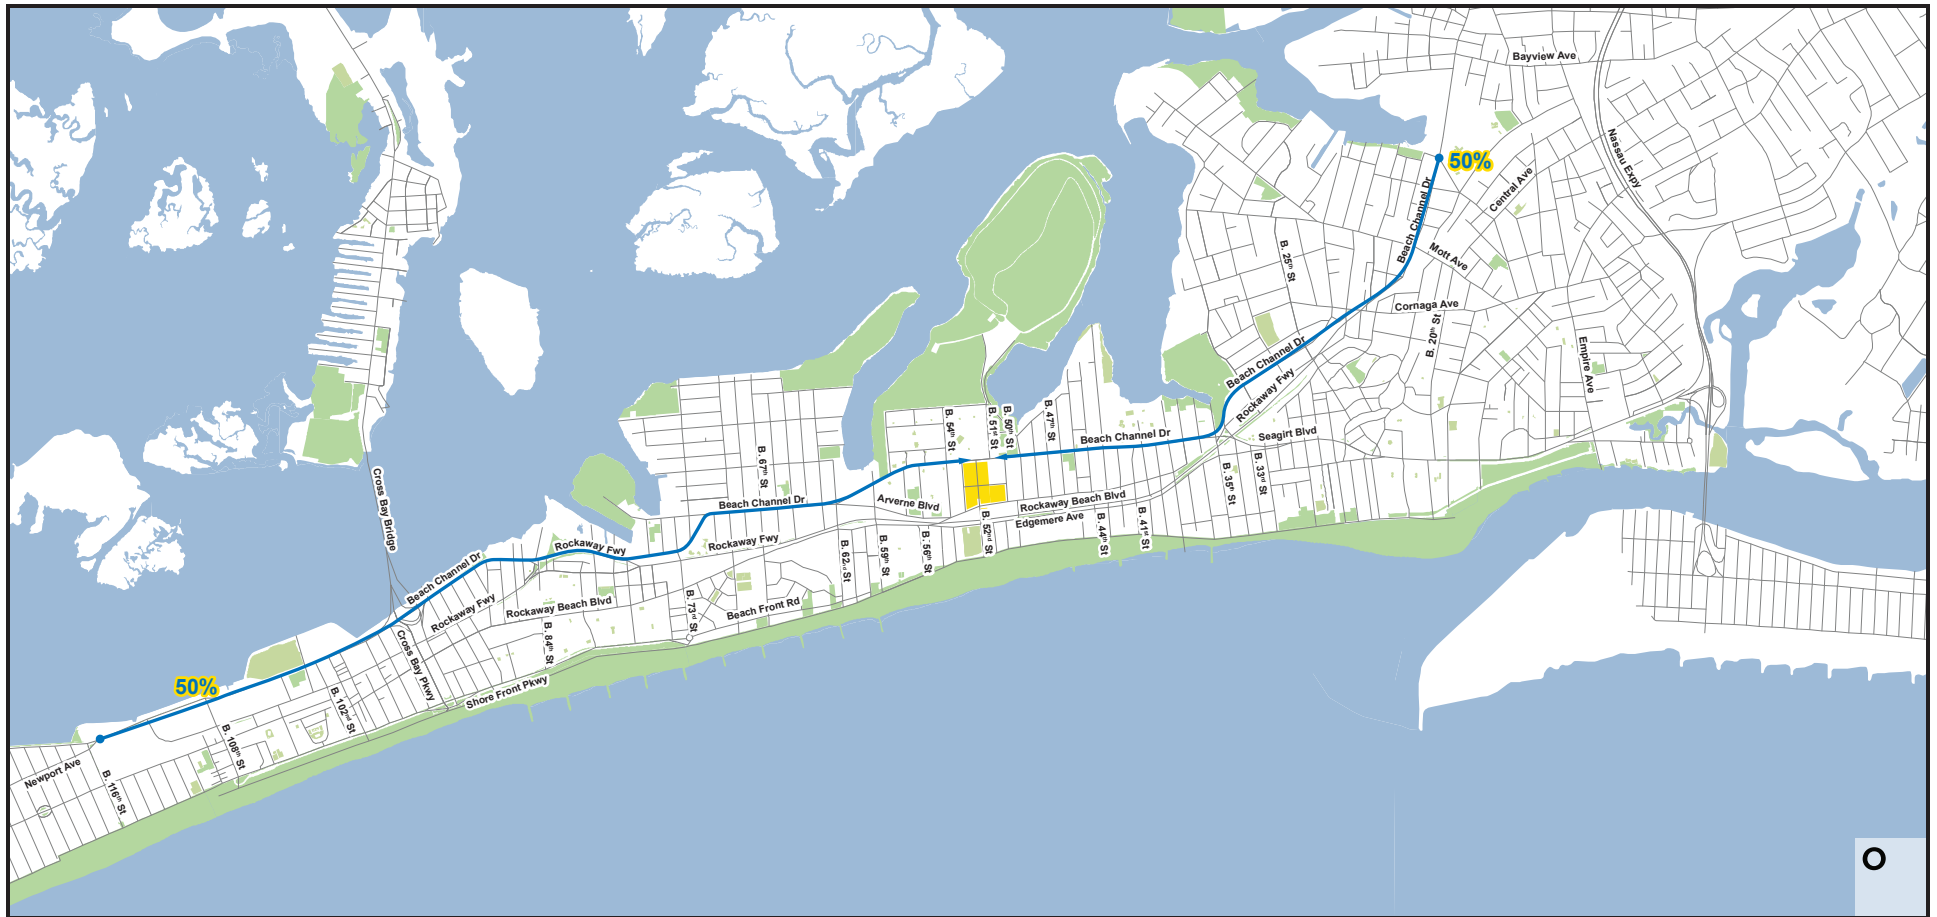 Bayview Ave
Nassau Expy
50%
Central Ave
Beach Channel Dr
Mott Ave
B. 25th St
Cornaga Ave
B. 20th St
Empire Ave
Beach Channel Dr
Rockaway Fwy
B. 54th St
B. 51st St
B. 50th St
B. 47th St
Beach Channel Dr
Seagirt Blvd
B. 67th St
B. 35th St
B. 33rd St
Cross Bay Bridge
Beach Channel Dr
Arverne Blvd
Rockaway Beach Blvd
Edgemere Ave
B. 52nd St
B. 44th St
B. 41st St
Rockaway Fwy
Rockaway Fwy
B. 62nd St
B. 59th St
B. 56th St
Beach Channel Dr
Rockaway Fwy
Rockaway Beach Blvd
B. 73rd St
Beach Front Rd
Cross Bay Pkwy
B. 84th St
50%
Shore Front Pkwy
B. 102nd St
B. 108th St
Newport Ave
B. 116th St
O